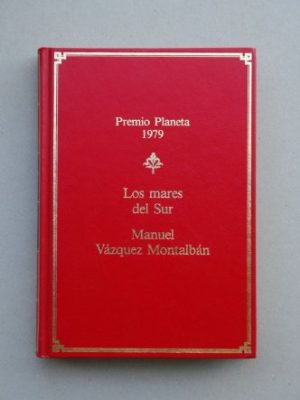 Premio Planeta
1979
Los mares
del Sur
Manuel
Vázquez Montalbán